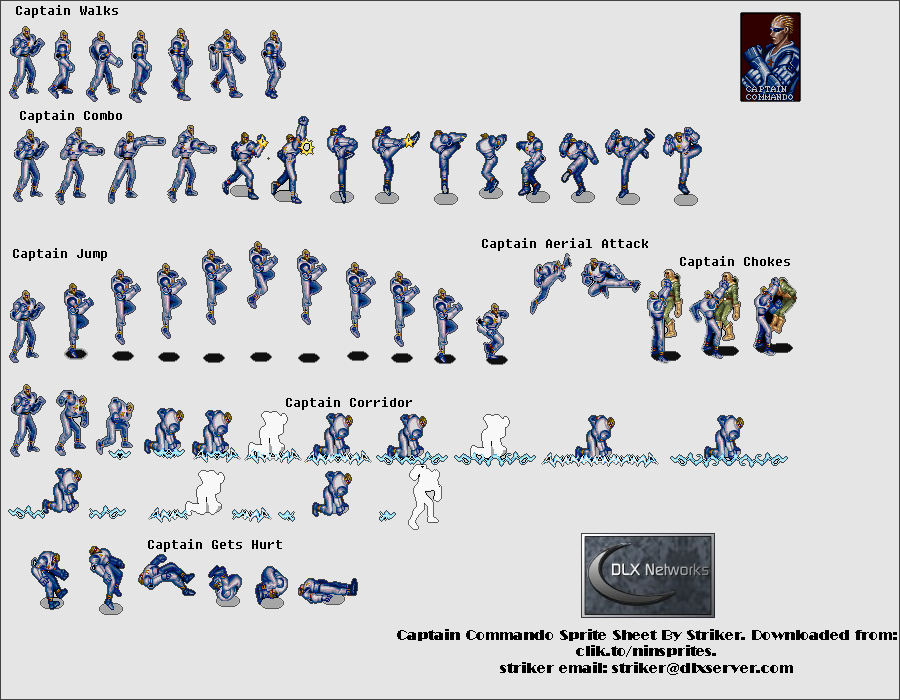 Captain Walks
CAPTAIN
COMMANDO
Captain Combo
Captain Jump
Captain Aerial Attack
Captain Chokes
Captain Corridor
Captain Gets Hurt
DLX Networks
Captain Commando Sprite Sheet By Striker. Downloaded from:
clik.to/ninsprites.
striker email: striker@dlxserver.com